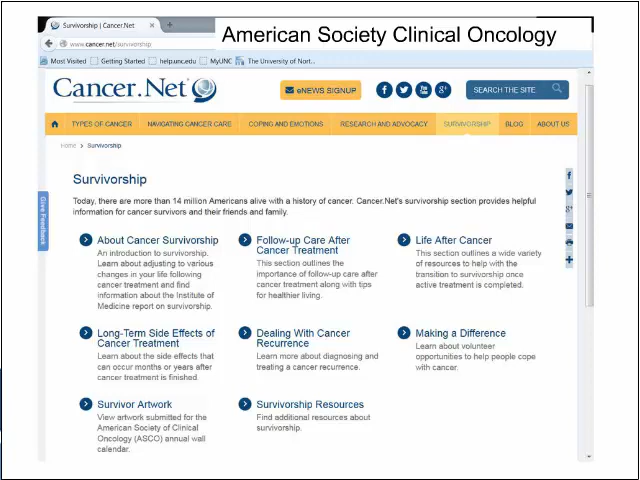 Survivorship | Cancer.Net
American Society Clinical Oncology
www.cancer.net/survivorship
Most Visited Getting Started help.unc.edu MyUNC The University of Nort...
Cancer.Net
eNEWS SIGNUP
SEARCH THE SITE
TYPES OF CANCER NAVIGATING CANCER CARE COPING AND EMOTIONS RESEARCH AND ADVOCACY SURVIVORSHIP BLOG ABOUT US
Home > Survivorship
Give Feedback
Survivorship
Today, there are more than 14 million Americans alive with a history of cancer. Cancer.Net's survivorship section provides helpful
information for cancer survivors and their friends and family.
About Cancer Survivorship
An introduction to survivorship.
Learn about adjusting to various
changes in your life following
cancer treatment and find
information about the Institute of
Medicine report on survivorship.
Follow-up Care After
Cancer Treatment
This section outlines the
importance of follow-up care after
cancer treatment along with tips
for healthier living.
Life After Cancer
This section outlines a wide variety
of resources to help with the
transition to survivorship once
active treatment is completed.
Long-Term Side Effects of
Cancer Treatment
Learn about the side effects that
can occur months or years after
cancer treatment is finished.
Dealing With Cancer
Recurrence
Learn more about diagnosing and
treating a cancer recurrence.
Making a Difference
Learn about volunteer
opportunities to help people cope
with cancer.
Survivor Artwork
View artwork submitted for the
American Society of Clinical
Oncology (ASCO) annual wall
calendar.
Survivorship Resources
Find additional resources about
survivorship.